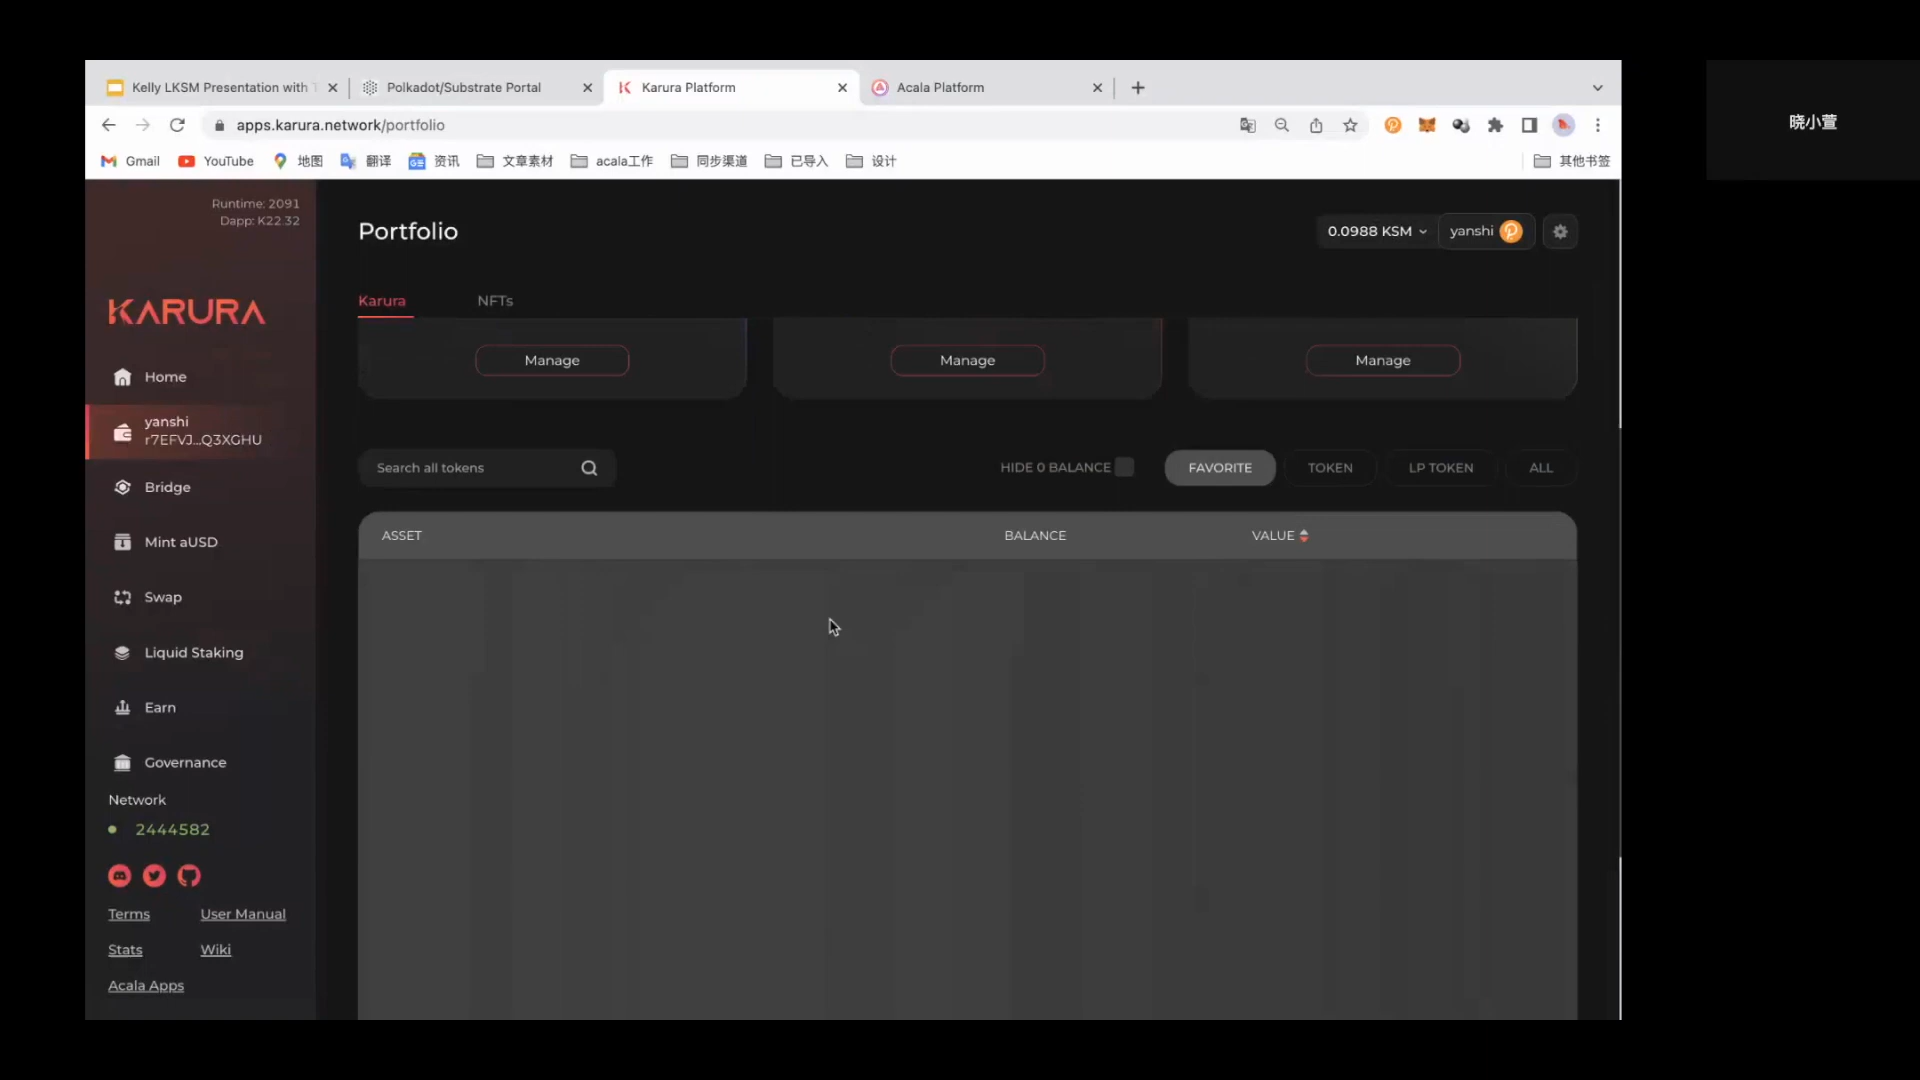 Kelly LKSM Presentation with T
Polkadot/Substrate Portal
Karura Platform
Acala Platform
apps.karura.network/portfolio
Gmail
YouTube
地图
翻译
资讯
文章素材
acala工作
同步渠道
已导入
设计
其他书签
晓小萱
Runtime: 2091
Dapp: K22.32
KARURA
Home
yanshi
r7EFVJ...Q3XGHU
Bridge
Mint aUSD
Swap
Liquid Staking
Earn
Governance
Network
2444582
Terms
User Manual
Stats
Wiki
Acala Apps
Portfolio
0.0988 KSM
yanshi
Karura
NFTs
Manage
Manage
Manage
Search all tokens
HIDE 0 BALANCE
FAVORITE
TOKEN
LP TOKEN
ALL
ASSET
BALANCE
VALUE